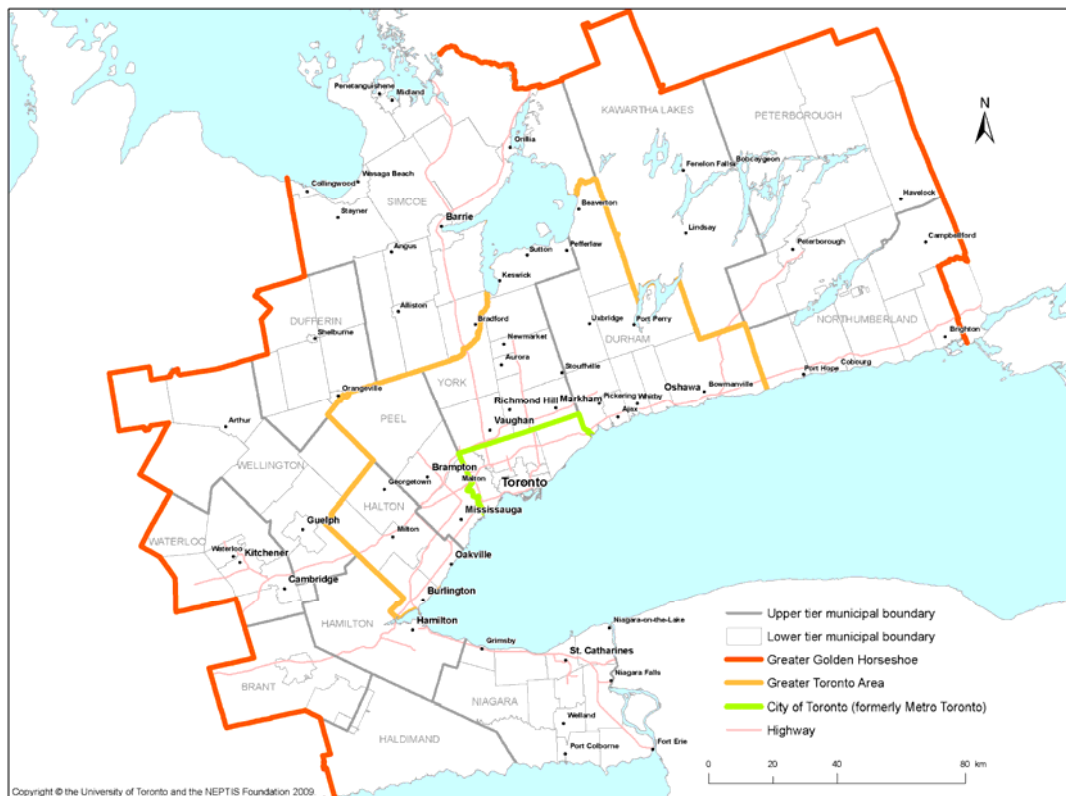 Penetanguishene
Midland
KAWARTHA LAKES
PETERBOROUGH
N
Orillia
Fenelon Falls
Bobcaygeon
Wasaga Beach
Collingwood
SIMCOE
Stayner
Beaverton
Havelock
Barrie
Lindsay
Campbellford
Peterborough
Angus
Sutton
Pefferlaw
Keswick
Alliston
DUFFERIN
Bradford
Uxbridge
Port Perry
NORTHUMBERLAND
Shelburne
Newmarket
DURHAM
Brighton
Aurora
Stouffville
Cobourg
Port Hope
YORK
Orangeville
Oshawa
Bowmanville
Richmond Hill
Markham
Pickering
Whitby
Ajax
PEEL
Vaughan
Arthur
WELLINGTON
Brampton
Malton
Toronto
Georgetown
HALTON
Mississauga
Guelph
Milton
WATERLOO
Waterloo
Kitchener
Oakville
Cambridge
Burlington
HAMILTON
Hamilton
Niagara-on-the-Lake
Grimsby
St. Catharines
Niagara Falls
BRANT
NIAGARA
Welland
HALDIMAND
Port Colborne
Fort Erie
Upper tier municipal boundary
Lower tier municipal boundary
Greater Golden Horseshoe
Greater Toronto Area
City of Toronto (formerly Metro Toronto)
Highway
0 20 40 80 km
Copyright © the University of Toronto and the NEPTIS Foundation 2009